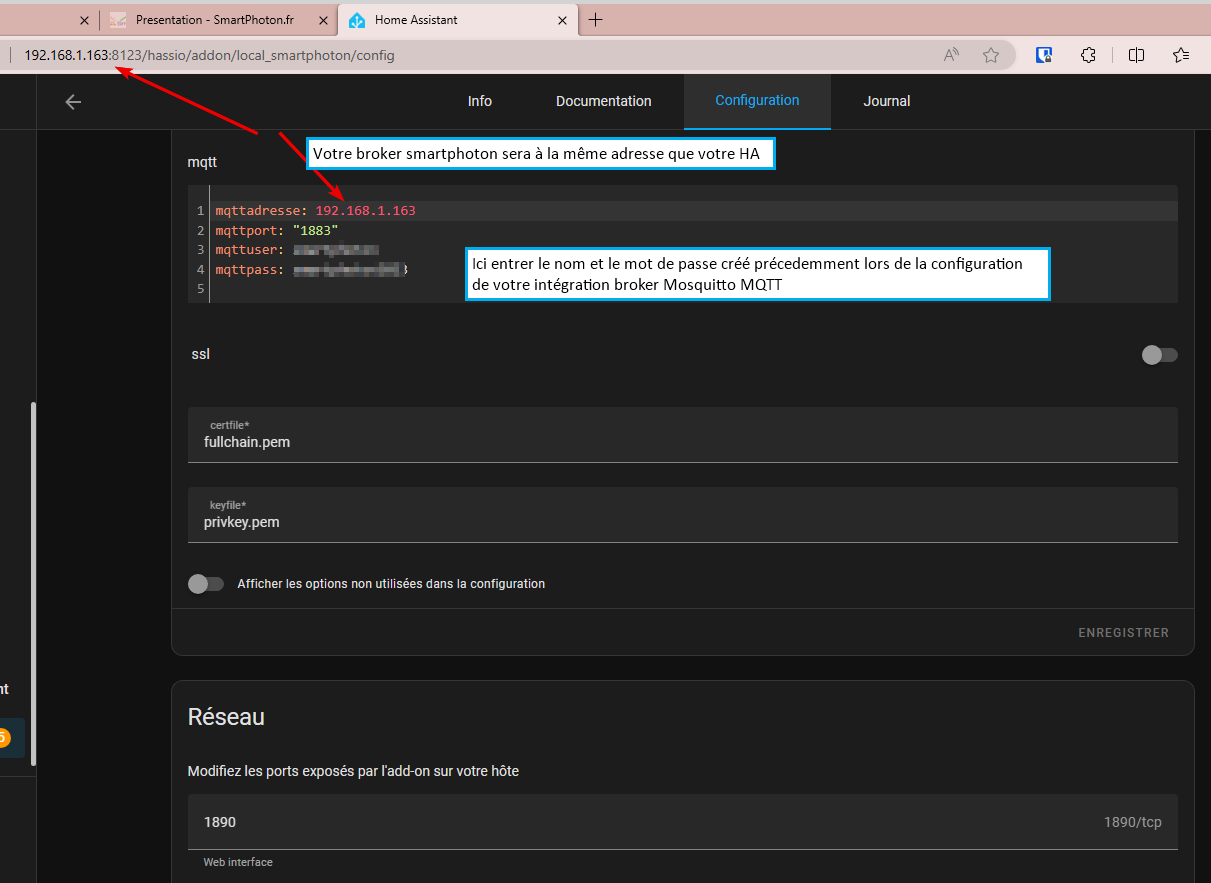 Presentation - SmartPhoton.fr
Home Assistant
192.168.1.163:8123/hassio/addon/local_smartphoton/config
Info
Documentation
Configuration
Journal
Votre broker smartphoton sera à la même adresse que votre HA
mqtt
1 mqttadresse: 192.168.1.163
2 mqttport: "1883"
3 mqttuser:
4 mqttpass:
5
Ici entrer le nom et le mot de passe créé précedemment lors de la configuration
de votre intégration broker Mosquitto MQTT
ssl
certfile*
fullchain.pem
keyfile*
privkey.pem
Afficher les options non utilisées dans la configuration
ENREGISTRER
nt
5
Réseau
Modifiez les ports exposés par l'add-on sur votre hôte
1890
1890/tcp
Web interface